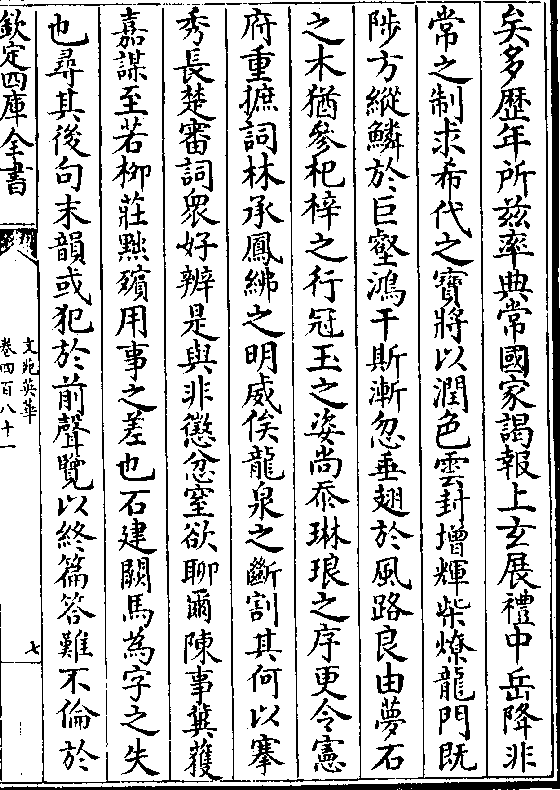 矣多歴年所兹率典常國家謁報上玄展禮中岳降非
常之制求希代之寶將以潤色雲封增輝柴燎龍門既
陟方縱鱗於巨壑鴻干斯漸忽垂翅於風路良由夢石
之木猶參杞梓之行冠玉之姿尚忝琳琅之序更令憲
府重摭詞林承鳳綍之明威俟龍泉之斷割其何以搴
秀長楚審詞衆好辨是與非懲忿窒欲聊爾陳事冀獲
嘉謀至若柳莊㸃殯用事之差也石建闕馬為字之失
也尋其後句末韻或犯於前聲覽以終篇答難不倫於
欽定四庫全書
文苑英華
卷四百八十一
七